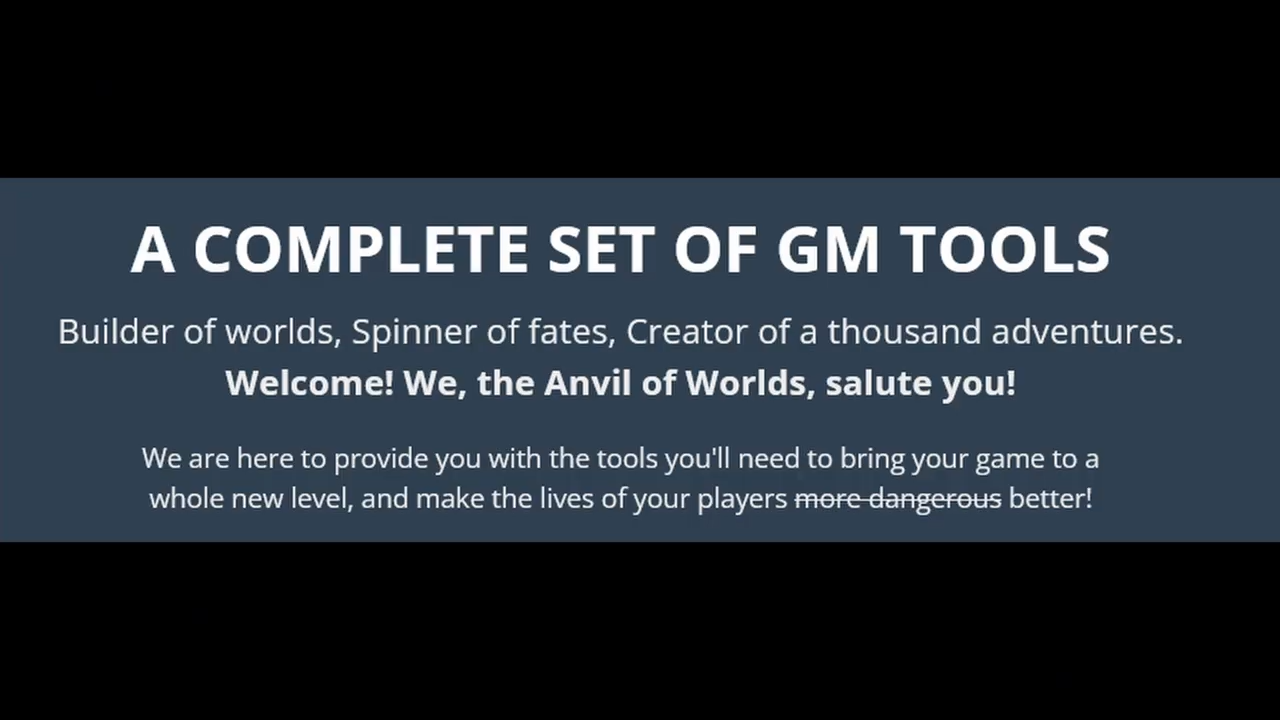 A COMPLETE SET OF GM TOOLS
Builder of worlds, Spinner of fates, Creator of a thousand adventures.
Welcome! We, the Anvil of Worlds, salute you!
We are here to provide you with the tools you'll need to bring your game to a
whole new level, and make the lives of your players more dangerous better!